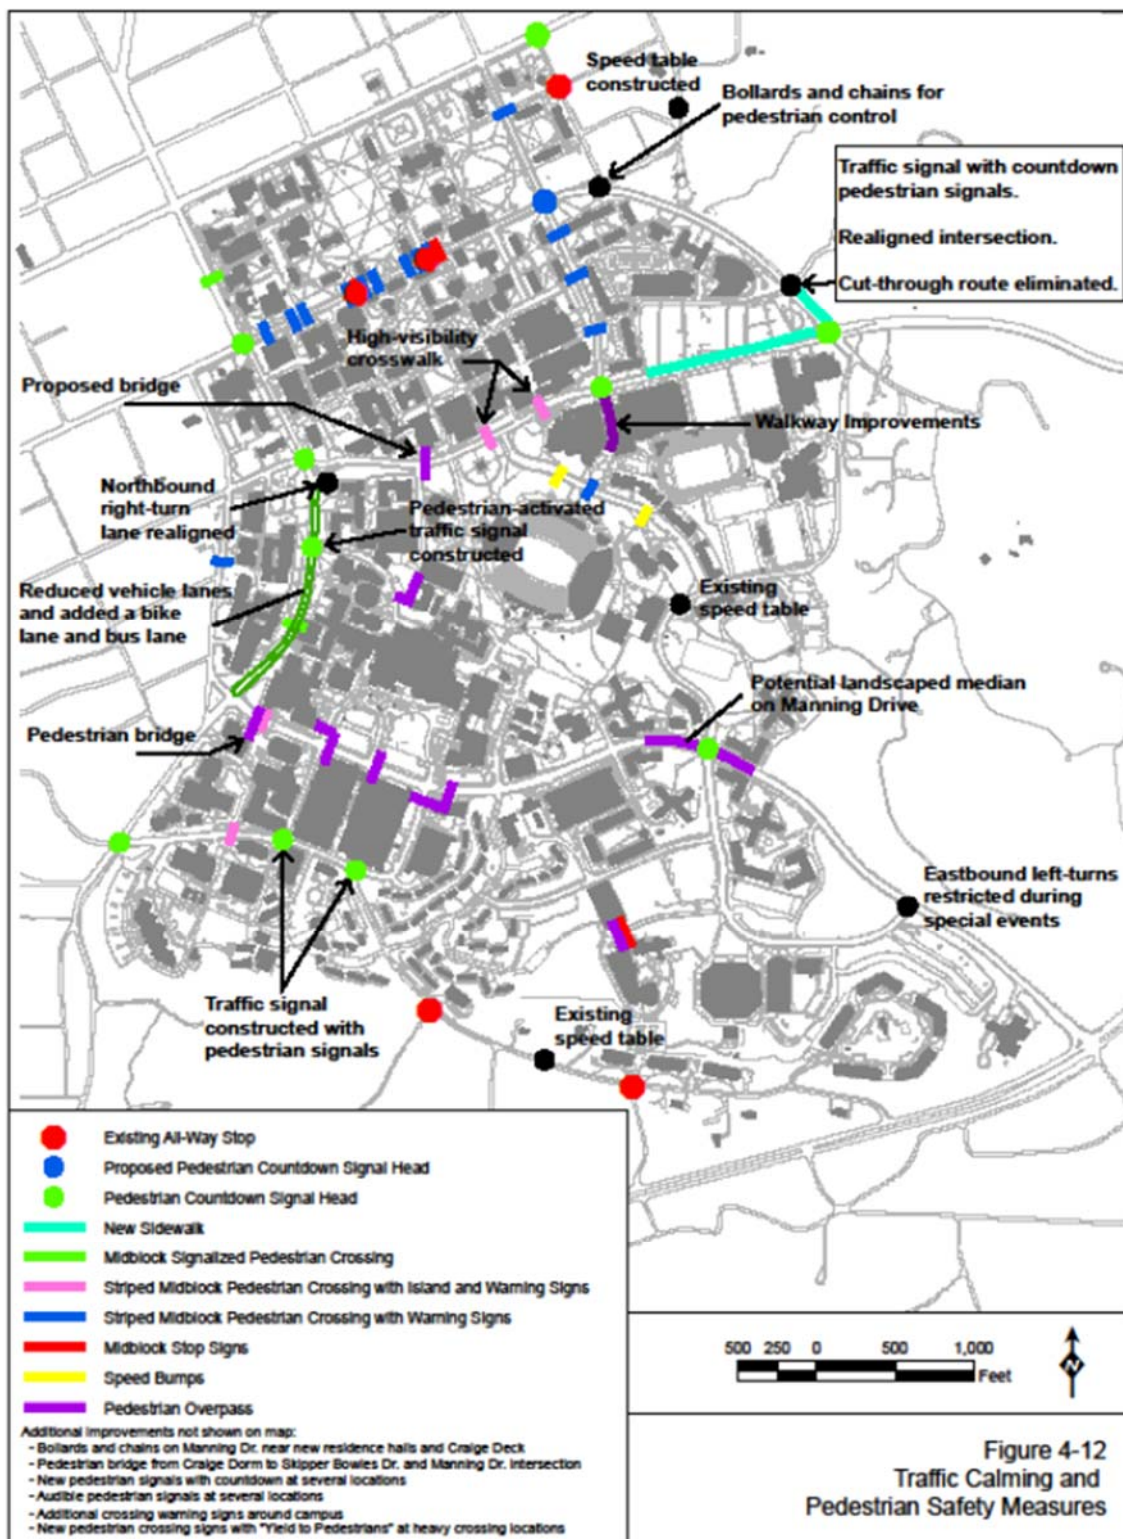 Speed table
constructed
Bollards and chains for
pedestrian control
Traffic signal with countdown
pedestrian signals.
Realigned intersection.
Cut-through route eliminated.
High-visibility
crosswalk
Proposed bridge
Walkway Improvements
Northbound
right-turn
lane realigned
Pedestrian-activated
traffic signal
constructed
Reduced vehicle lanes
and added a bike
lane and bus lane
Existing
speed table
Potential landscaped median
on Manning Drive
Pedestrian bridge
Eastbound left-turns
restricted during
special events
Traffic signal
constructed with
pedestrian signals
Existing
speed table
Existing All-Way Stop
Proposed Pedestrian Countdown Signal Head
Pedestrian Countdown Signal Head
New Sidewalk
Midblock Signalized Pedestrian Crossing
Striped Midblock Pedestrian Crossing with Island and Warning Signs
Striped Midblock Pedestrian Crossing with Warning Signs
Midblock Stop Signs
Speed Bumps
Pedestrian Overpass
Additional improvements not shown on map:
- Bollards and chains on Manning Dr. near new residence halls and Craige Deck
- Pedestrian bridge from Craige Dorm to Skipper Bowles Dr. and Manning Dr. Intersection
- New pedestrian signals with countdown at several locations
- Audible pedestrian signals at several locations
- Additional crossing warning signs around campus
- New pedestrian crossing signs with "Yield to Pedestrians" at heavy crossing locations
500 250 0 500 1,000
Feet
N
Figure 4-12
Traffic Calming and
Pedestrian Safety Measures